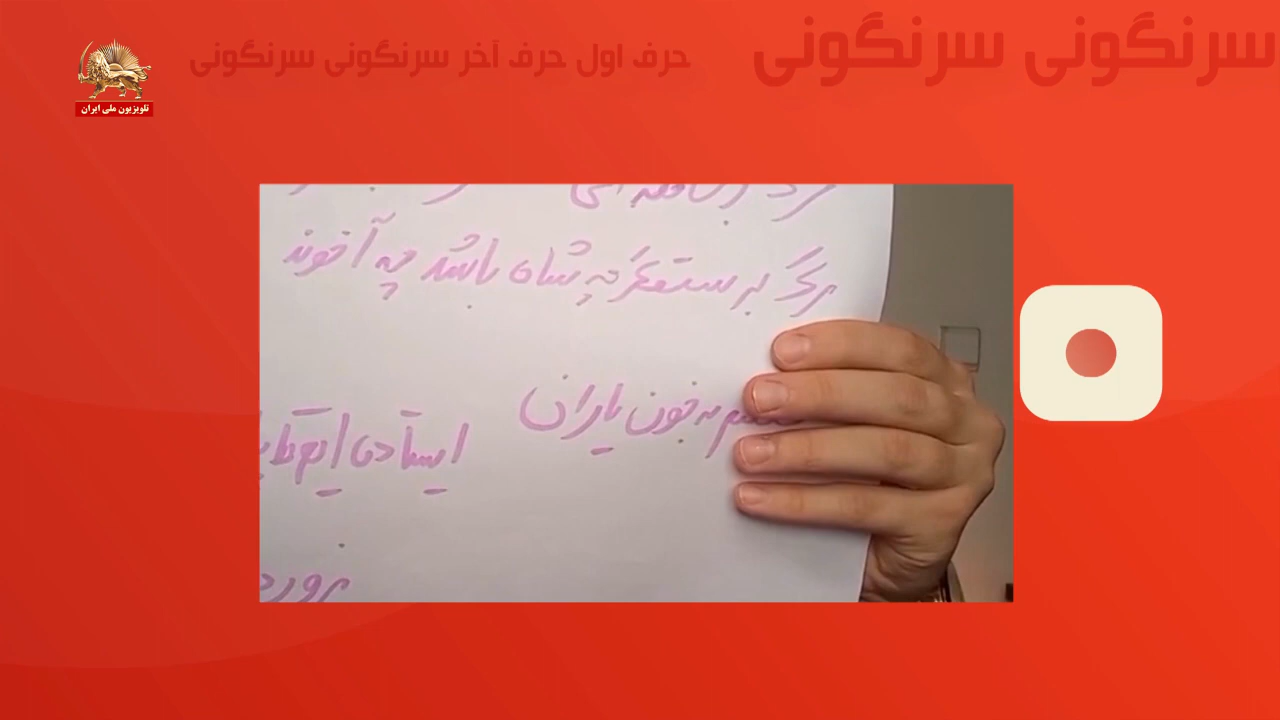 سرنگونی سرنگونی
حرف اول حرف آخر سرنگونی سرنگونی
تلویزیون ملی ایران
مرگ بر ستمگر چه شاه باشد چه آخوند
به خون یاران
ایستاده ایم تا